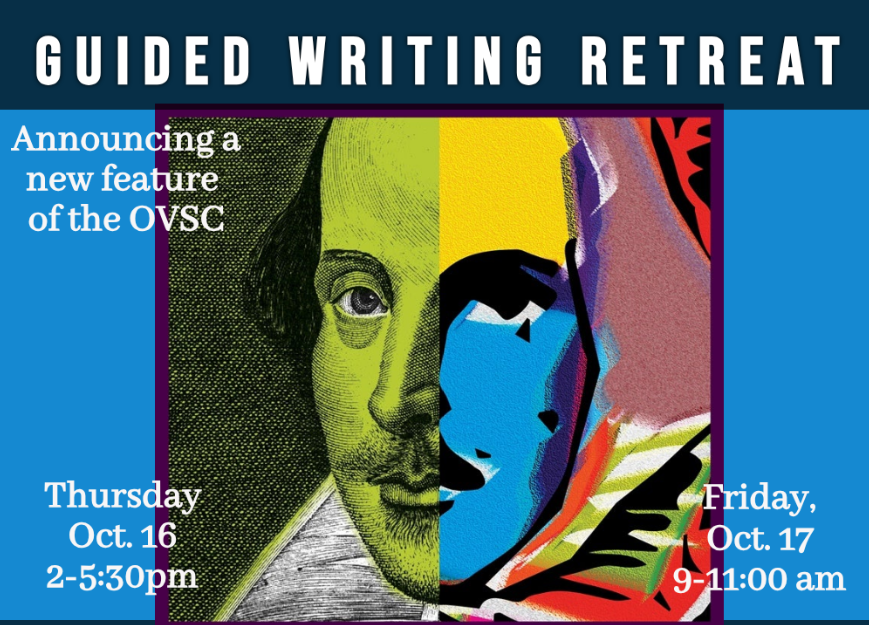 GUIDED WRITING RETREAT
Announcing a
new feature
of the OVSC
Thursday
Oct. 16
2-5:30pm
Friday,
Oct. 17
9-11:00 am